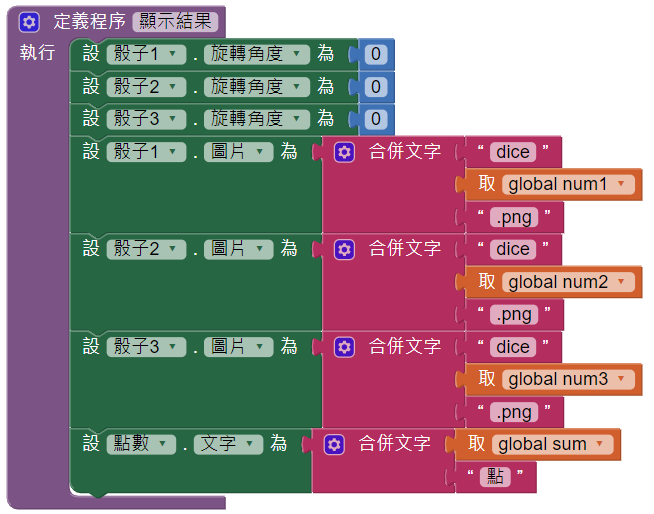 定義程序 顯示結果
執行 設 骰子1 . 旋轉角度 為 0
設 骰子2 . 旋轉角度 為 0
設 骰子3 . 旋轉角度 為 0
設 骰子1 . 圖片 為 合併文字 “ dice ”
取 global num1
“ .png ”
設 骰子2 . 圖片 為 合併文字 “ dice ”
取 global num2
“ .png ”
設 骰子3 . 圖片 為 合併文字 “ dice ”
取 global num3
“ .png ”
設 點數 . 文字 為 合併文字 取 global sum
“ 點 ”